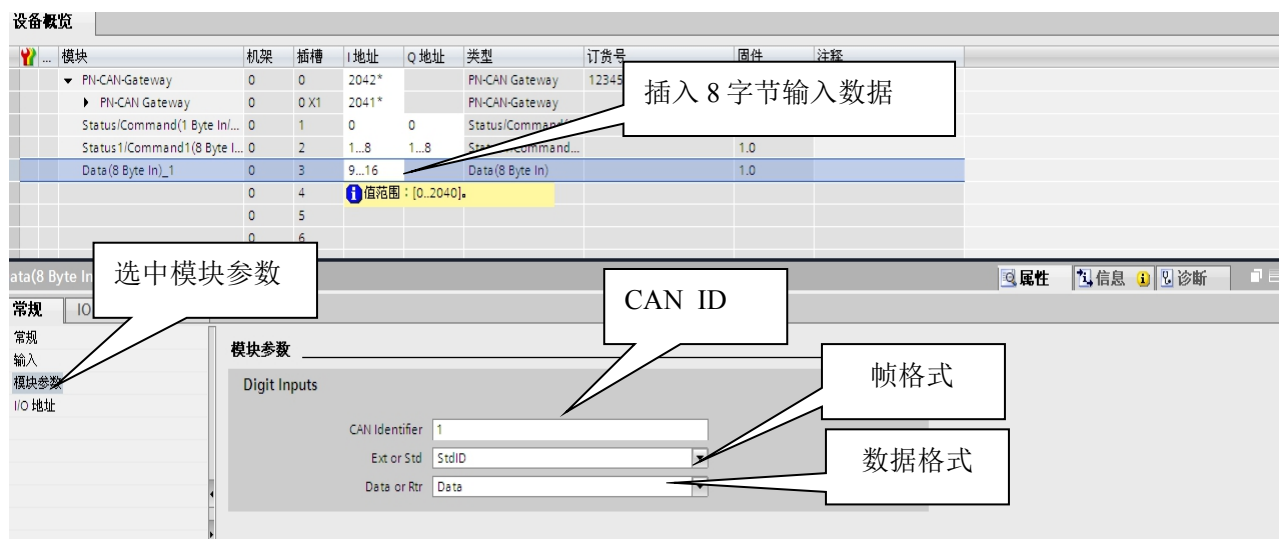 设备概览
... 模块 机架 插槽 I 地址 Q 地址 类型 订货号 固件 注释
PN-CAN-Gateway 0 0 2042* PN-CAN Gateway 12345
PN-CAN Gateway 0 0 X1 2041* PN-CAN-Gateway
Status/Command(1 Byte In/... 0 1 0 0
Status1/Command1(8 Byte I... 0 2 1...8 1...8 1.0
Data(8 Byte In)_1 0 3 9...16 Data(8 Byte In) 1.0
0 4 值范围：[0..2040]。
0 5
0 6
插入 8 字节输入数据
选中模块参数
属性 信息 诊断
常规 IO
常规
输入
模块参数
I/O 地址
模块参数
Digit Inputs
CAN Identifier 1
Ext or Std StdID
Data or Rtr Data
CAN ID
帧格式
数据格式